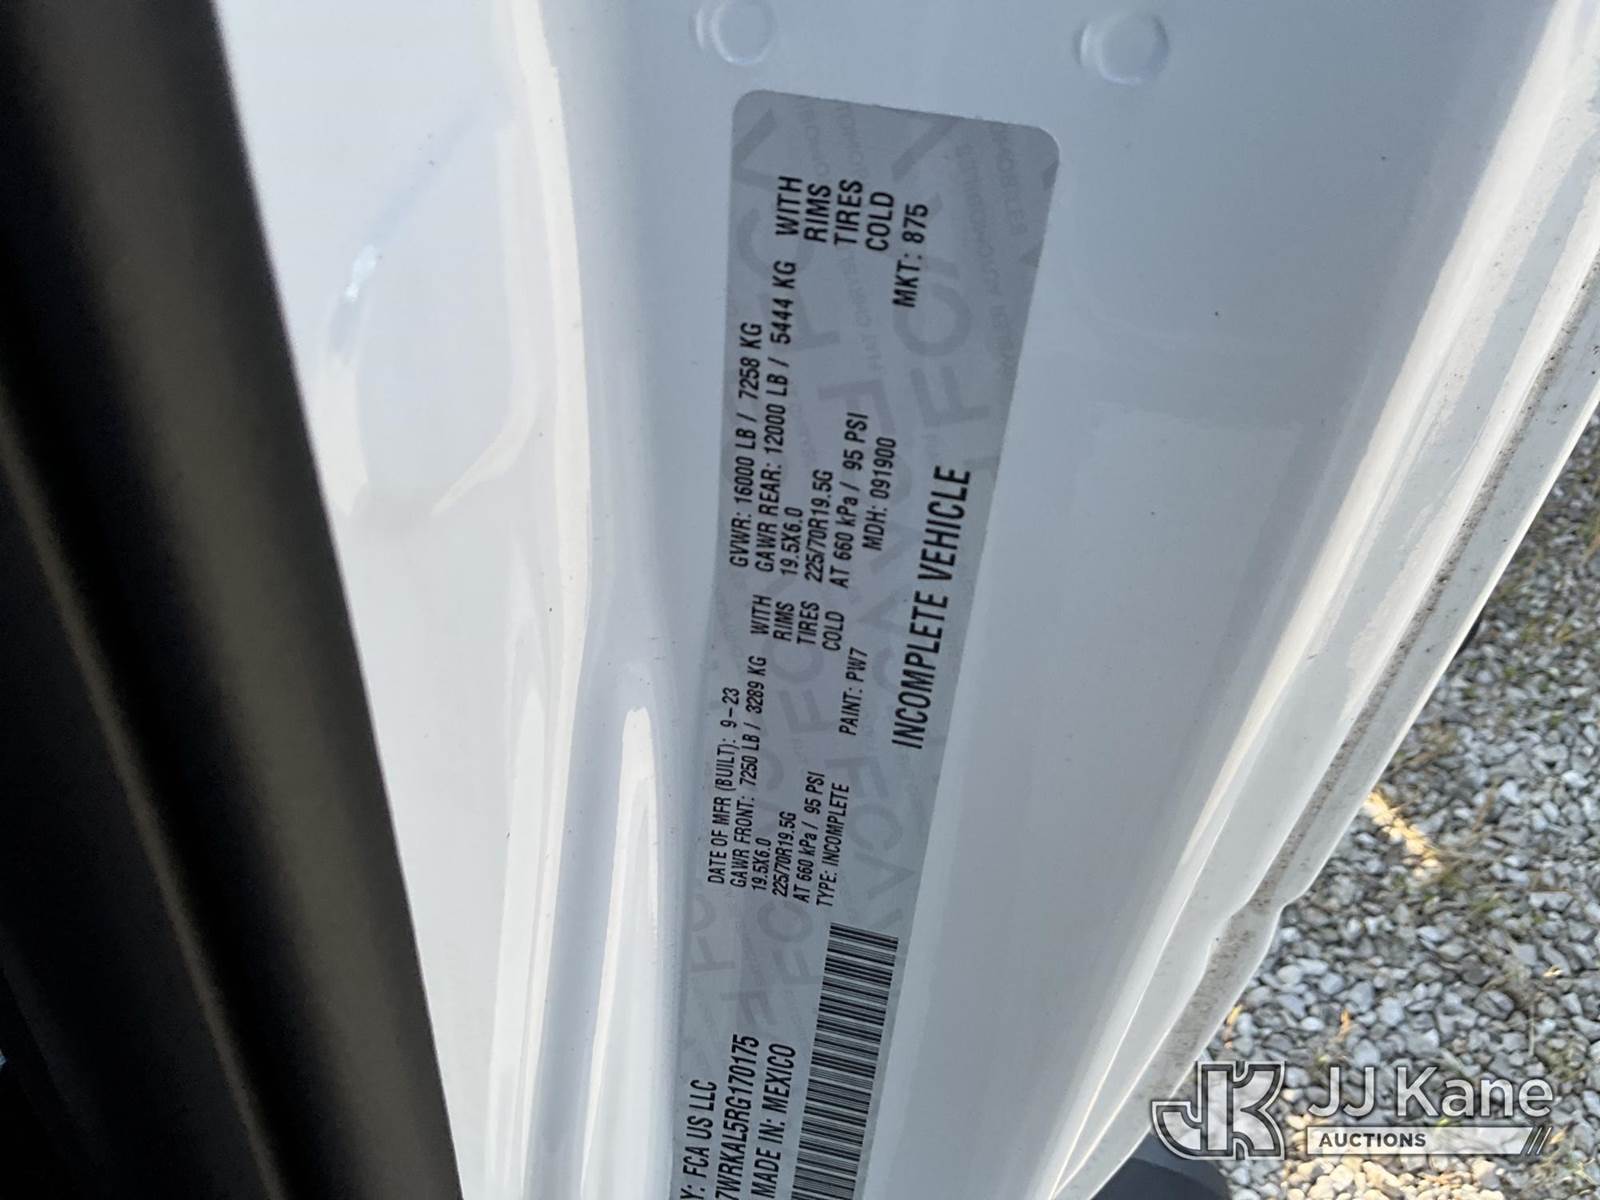 Y: FCA US LLC
DATE OF MFR (BUILT): 9-23
GVWR: 16000 LB / 7258 KG
GAWR FRONT: 7250 LB / 3289 KG WITH
19.5X6.0 RIMS
225/70R19.5G TIRES
AT 660 kPa / 95 PSI COLD
GAWR REAR: 12000 LB / 5444 KG WITH
19.5X6.0 RIMS
225/70R19.5G TIRES
AT 660 kPa / 95 PSI COLD
7WRKAL5RG170175
MADE IN: MEXICO
TYPE: INCOMPLETE
PAINT: PW7
MDH: 091900
MKT: 875
INCOMPLETE VEHICLE
JJ Kane
AUCTIONS